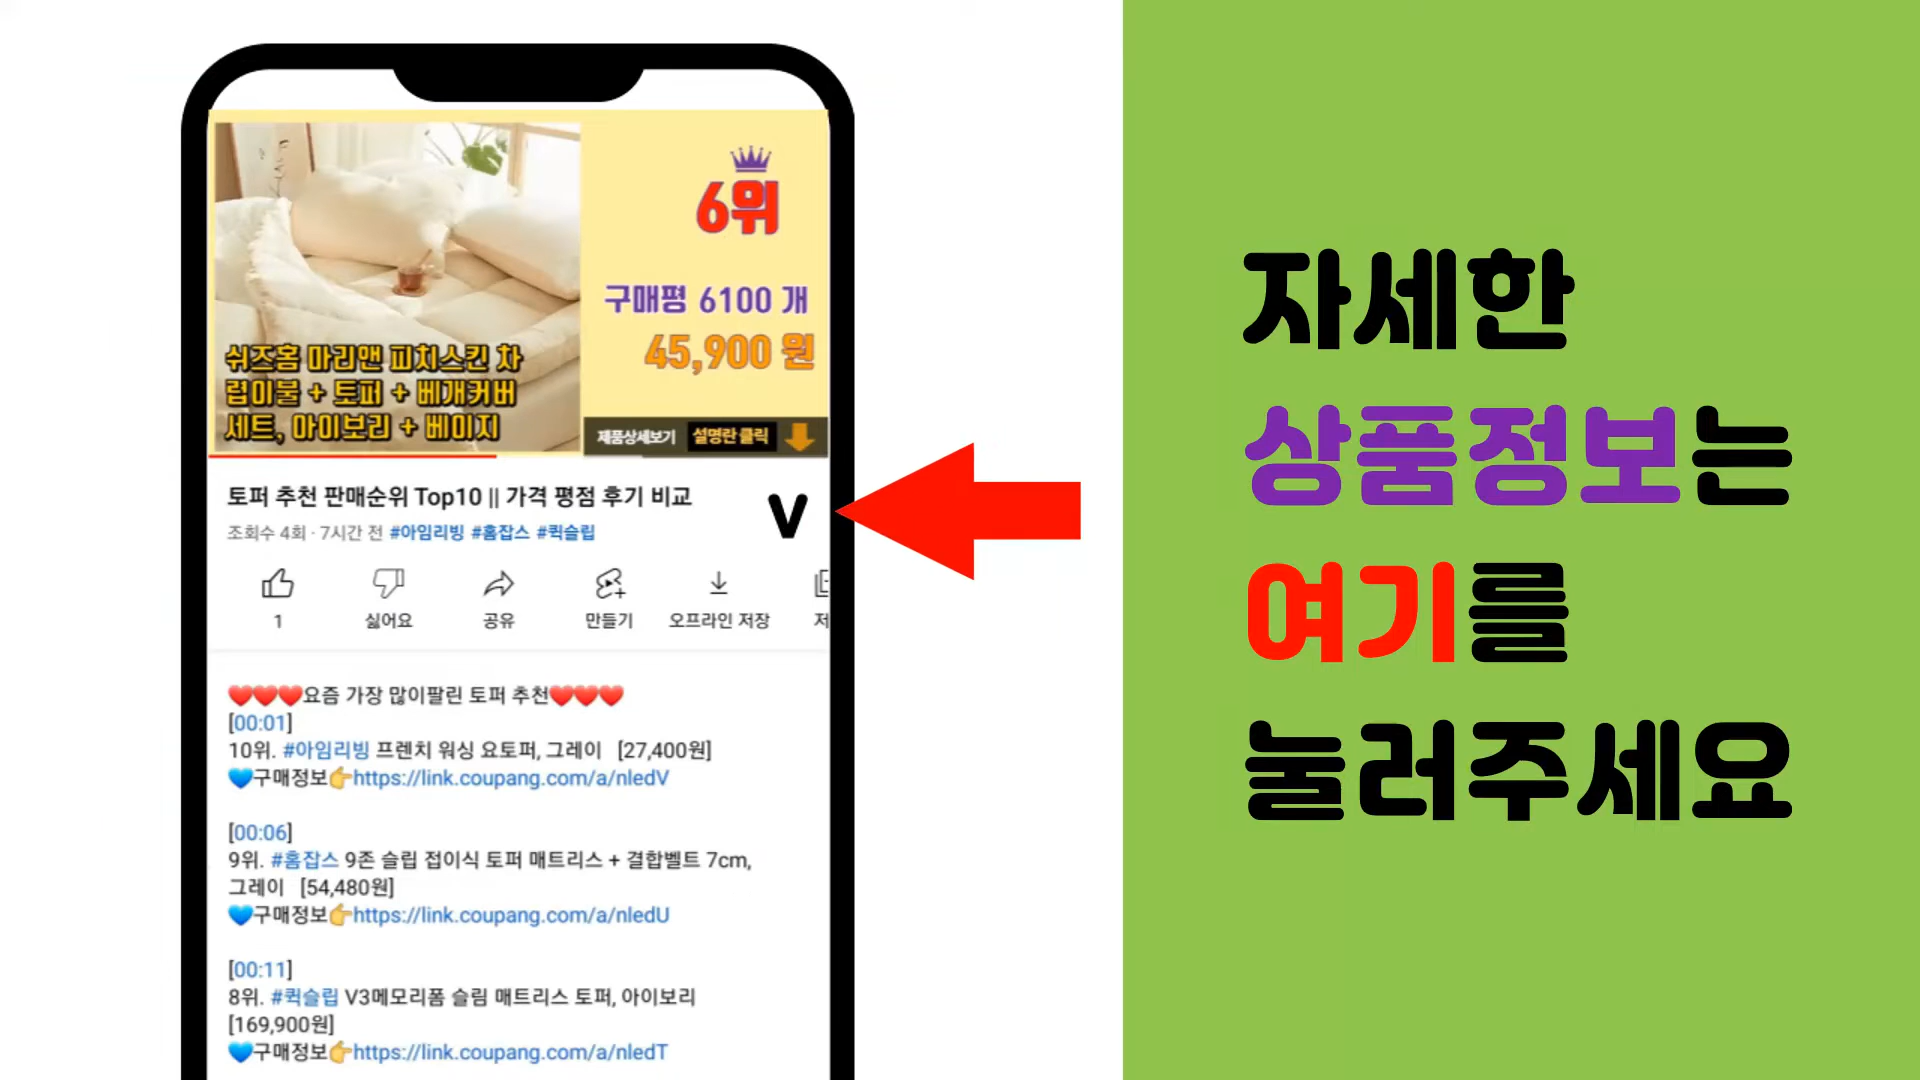 6위
구매평 6100 개
45,900 원
쉬즈홈 마리앤 피치스킨 차
렵이불 + 토퍼 + 베개커버
세트, 아이보리 + 베이지
제품상세보기 설명란 클릭
토퍼 추천 판매순위 Top10 || 가격 평점 후기 비교
V
조회수 4회 · 7시간 전 #아임리빙 #홈잡스 #퀵슬립
1 싫어요 공유 만들기 오프라인 저장 저
❤️❤️❤️요즘 가장 많이팔린 토퍼 추천❤️❤️❤️
[00:01]
10위. #아임리빙 프렌치 워싱 요토퍼, 그레이 [27,400원]
💙구매정보👉https://link.coupang.com/a/nledV
[00:06]
9위. #홈잡스 9존 슬립 접이식 토퍼 매트리스 + 결합벨트 7cm,
그레이 [54,480원]
💙구매정보👉https://link.coupang.com/a/nledU
[00:11]
8위. #퀵슬립 V3메모리폼 슬림 매트리스 토퍼, 아이보리
[169,900원]
💙구매정보👉https://link.coupang.com/a/nledT
자세한
상품정보는
여기를
눌러주세요